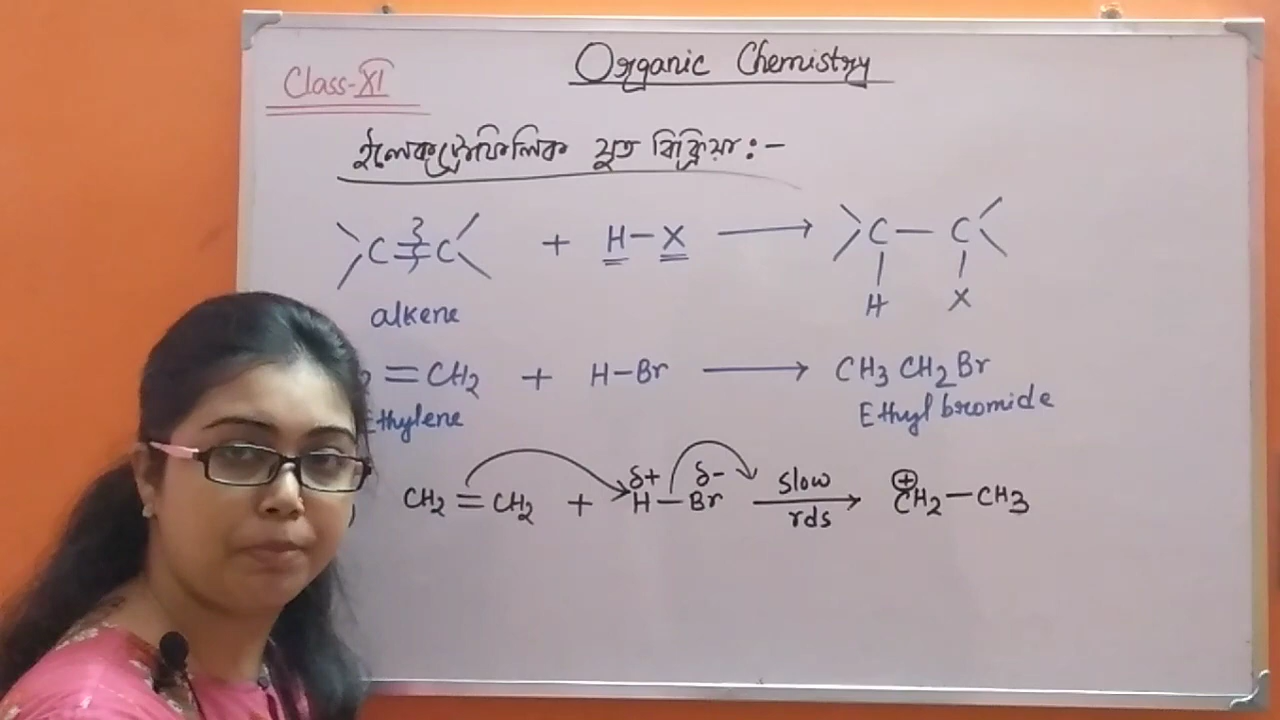 Organic Chemistry
Class-XI
ইলেকট্রোফিলিক যুত বিক্রিয়া:-
C=C + H-X → C-C
H X
alkene
=CH2 + H-Br → CH3CH2Br
Ethylene Ethyl bromide
CH2=CH2 + H-Br slow → CH2-CH3
δ+ δ- rds ⊕